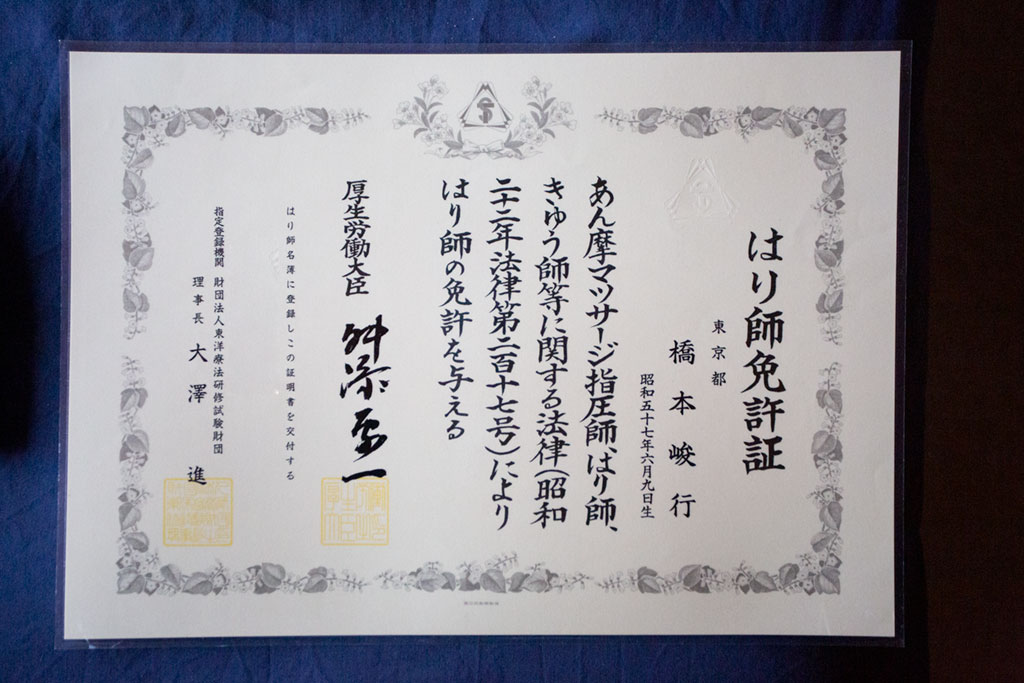 はり師免許証
東京都
橋本峻行
昭和五十七年六月九日生
あん摩マツサージ指圧師、はり師、
きゆう師等に関する法律(昭和
二十二年法律第二百十七号)により
はり師の免許を与える
厚生労働大臣 舛添要一
はり師名簿に登録しこの証明書を交付する
指定登録機関 財団法人東洋療法研修試験財団
理事長 大澤 進